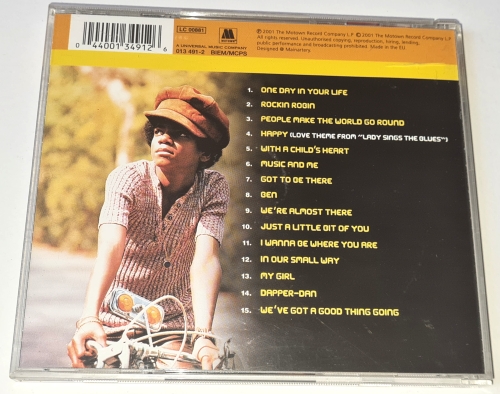 0 44001 34912 6
LC 00881
MOTOWN
A UNIVERSAL MUSIC COMPANY
013 491-2 BIEM/MCPS
℗ 2001 The Motown Record Company L.P. © 2001 The Motown Record Company L.P.
All rights reserved. Unauthorised copying, reproduction, hiring, lending,
public performance and broadcasting prohibited. Made in the EU
Designed @ Mainartery
1. ONE DAY IN YOUR LIFE
2. ROCKIN ROBIN
3. PEOPLE MAKE THE WORLD GO ROUND
4. HAPPY (LOVE THEME FROM "LADY SINGS THE BLUES")
5. WITH A CHILD'S HEART
6. MUSIC AND ME
7. GOT TO BE THERE
8. BEN
9. WE'RE ALMOST THERE
10. JUST A LITTLE BIT OF YOU
11. I WANNA BE WHERE YOU ARE
12. IN OUR SMALL WAY
13. MY GIRL
14. DAPPER-DAN
15. WE'VE GOT A GOOD THING GOING